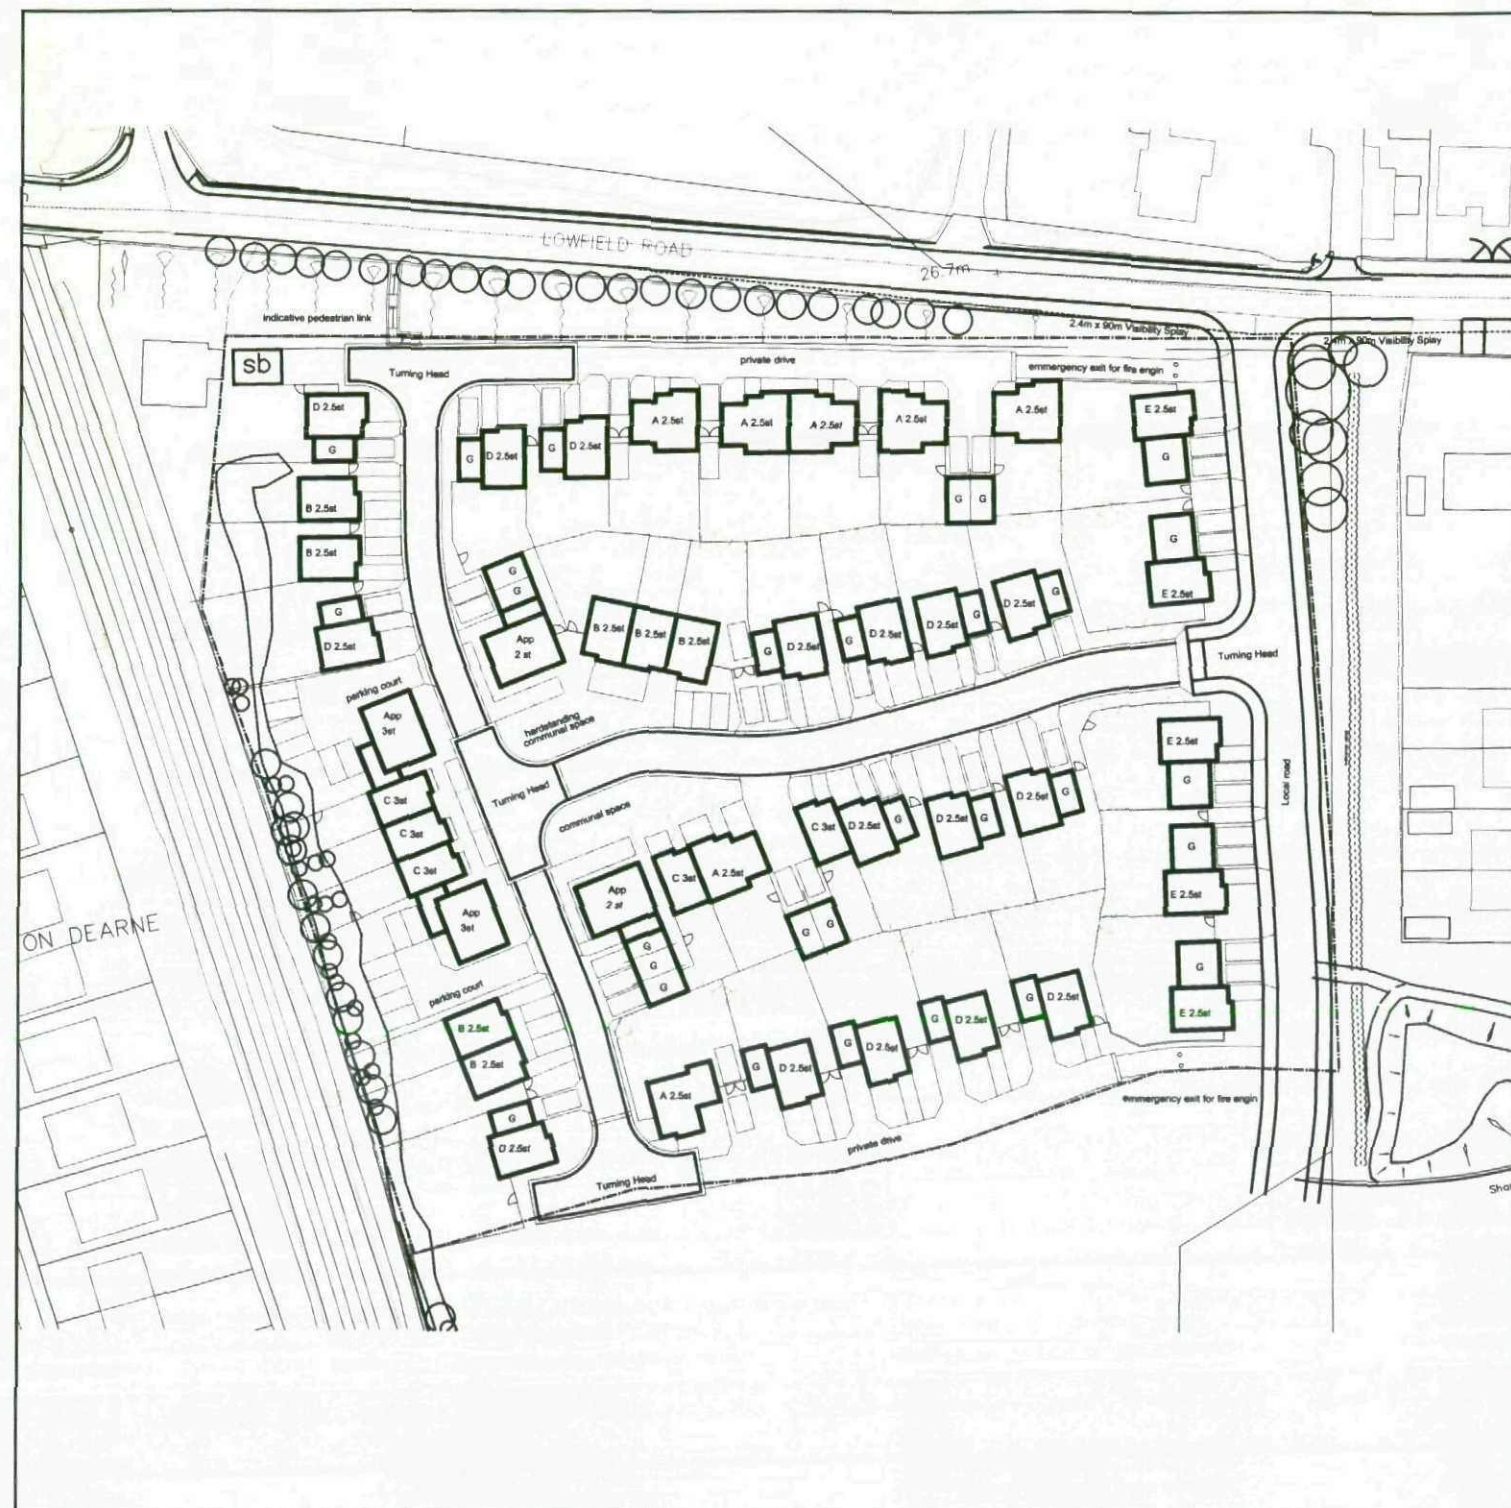 LOWFIELD ROAD
26.7m
indicative pedestrian link
2.4m x 90m Visibility Splay
2.4m x 90m Visibility Splay
sb
Turning Head
private drive
emmergency exit for fire engin
D 2.5st
G
G
D 2.5st
G
D 2.5st
A 2.5st
A 2.5st
A 2.5st
A 2.5st
A 2.5st
E 2.5st
G
B 2.5st
G
G
B 2.5st
G
E 2.5st
G
D 2.5st
G
G
App
2 st
B 2.5st
B 2.5st
B 2.5st
G
D 2.5st
G
D 2.5st
D 2.5st
G
D 2.5st
G
Turning Head
parking court
App
3st
hardstanding
communal space
E 2.5st
G
Turning Head
communal space
Local road
C 3st
C 3st
C 3st
App
3st
App
2 st
G
G
G
C 3st
A 2.5st
C 3st
D 2.5st
G
D 2.5st
G
D 2.5st
G
G
G
G
E 2.5st
ON DEARNE
parking court
G
E 2.5st
B 2.5st
B 2.5st
G
D 2.5st
A 2.5st
G
D 2.5st
G
D 2.5st
G
D 2.5st
G
D 2.5st
emmergency exit for fire engin
private drive
Turning Head
Sha